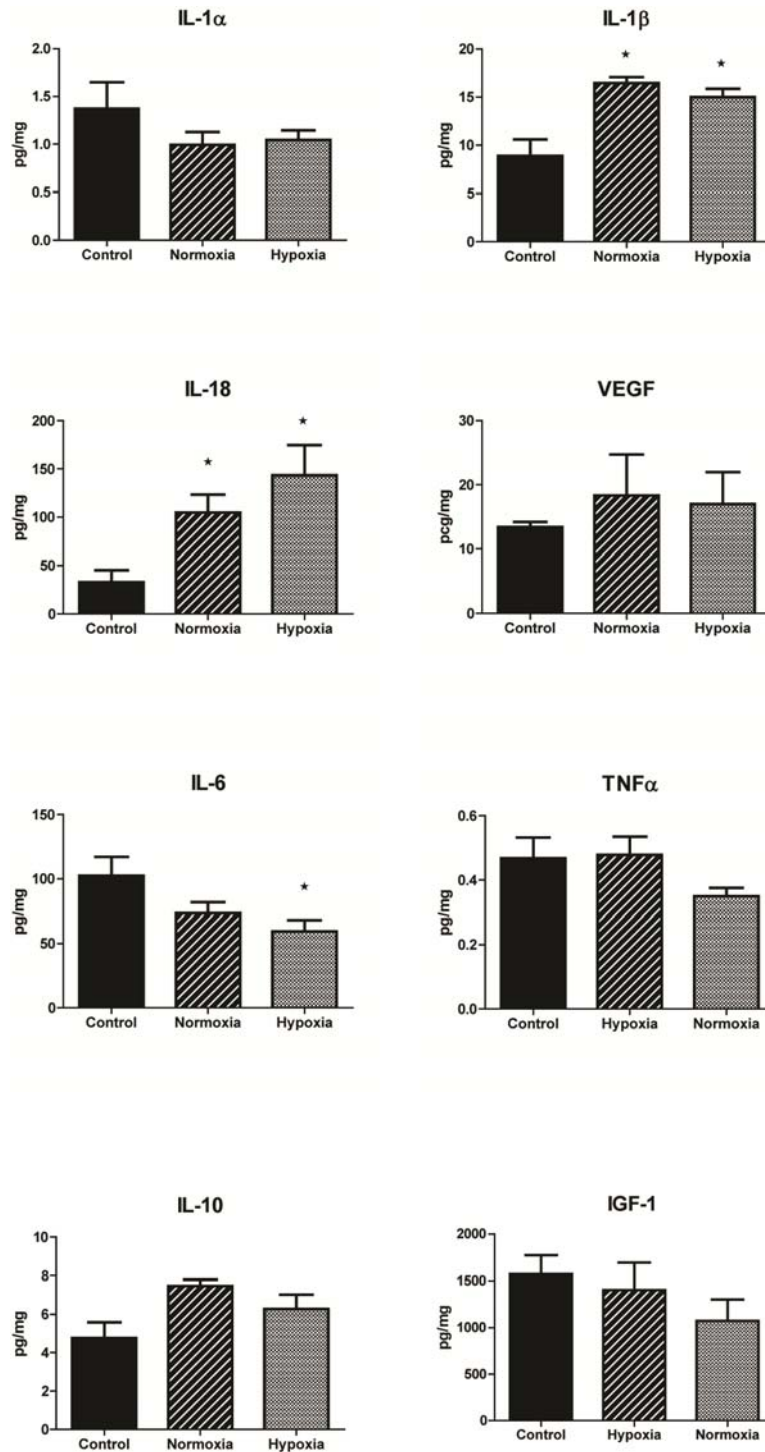 IL-1α
2.0
1.5
1.0
0.5
0.0
pg/mg
Control Normoxia Hypoxia
IL-1β
20
15
10
5
0
pg/mg
★ ★
Control Normoxia Hypoxia
IL-18
200
150
100
50
0
pg/mg
★ ★
Control Normoxia Hypoxia
VEGF
30
20
10
0
pcg/mg
Control Normoxia Hypoxia
IL-6
150
100
50
0
pg/mg
★
Control Normoxia Hypoxia
TNFα
0.6
0.4
0.2
0.0
pg/mg
Control Hypoxia Normoxia
IL-10
10
8
6
4
2
0
pg/mg
Control Normoxia Hypoxia
IGF-1
2000
1500
1000
500
0
pg/mg
Control Hypoxia Normoxia